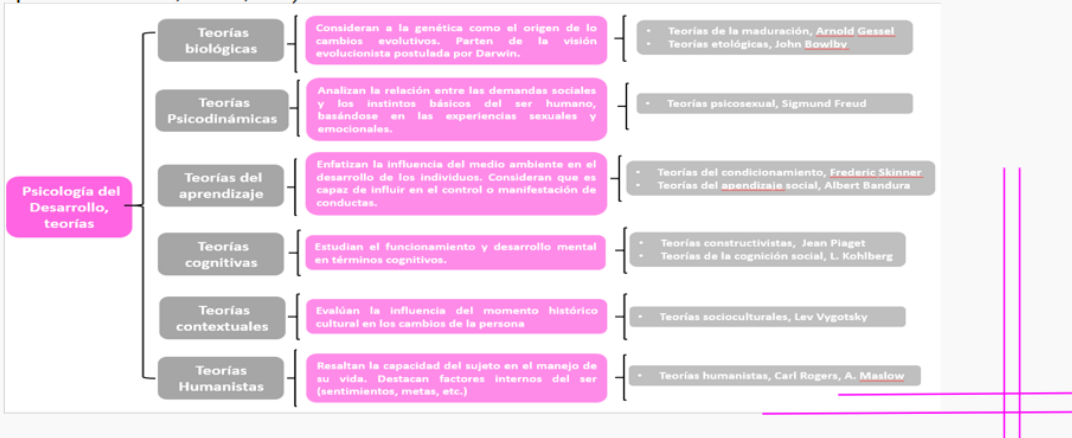 Teorías
biológicas
Consideran a la genética como el origen de lo
cambios evolutivos. Parten de la visión
evolucionista postulada por Darwin.
• Teorías de la maduración, Arnold Gessel
• Teorías etológicas, John Bowlby
Teorías
Psicodinámicas
Analizan la relación entre las demandas sociales
y los instintos básicos del ser humano,
basándose en las experiencias sexuales y
emocionales.
• Teorías psicosexual, Sigmund Freud
Psicología del
Desarrollo,
teorías
Teorías del
aprendizaje
Enfatizan la influencia del medio ambiente en el
desarrollo de los individuos. Consideran que es
capaz de influir en el control o manifestación de
conductas.
• Teorías del condicionamiento, Frederic Skinner
• Teorías del apendizaje social, Albert Bandura
Teorías
cognitivas
Estudian el funcionamiento y desarrollo mental
en términos cognitivos.
• Teorías constructivistas, Jean Piaget
• Teorías de la cognición social, L. Kohlberg
Teorías
contextuales
Evalúan la influencia del momento histórico
cultural en los cambios de la persona
• Teorías socioculturales, Lev Vygotsky
Teorías
Humanistas
Resaltan la capacidad del sujeto en el manejo de
su vida. Destacan factores internos del ser
(sentimientos, metas, etc.)
• Teorías humanistas, Carl Rogers, A. Maslow